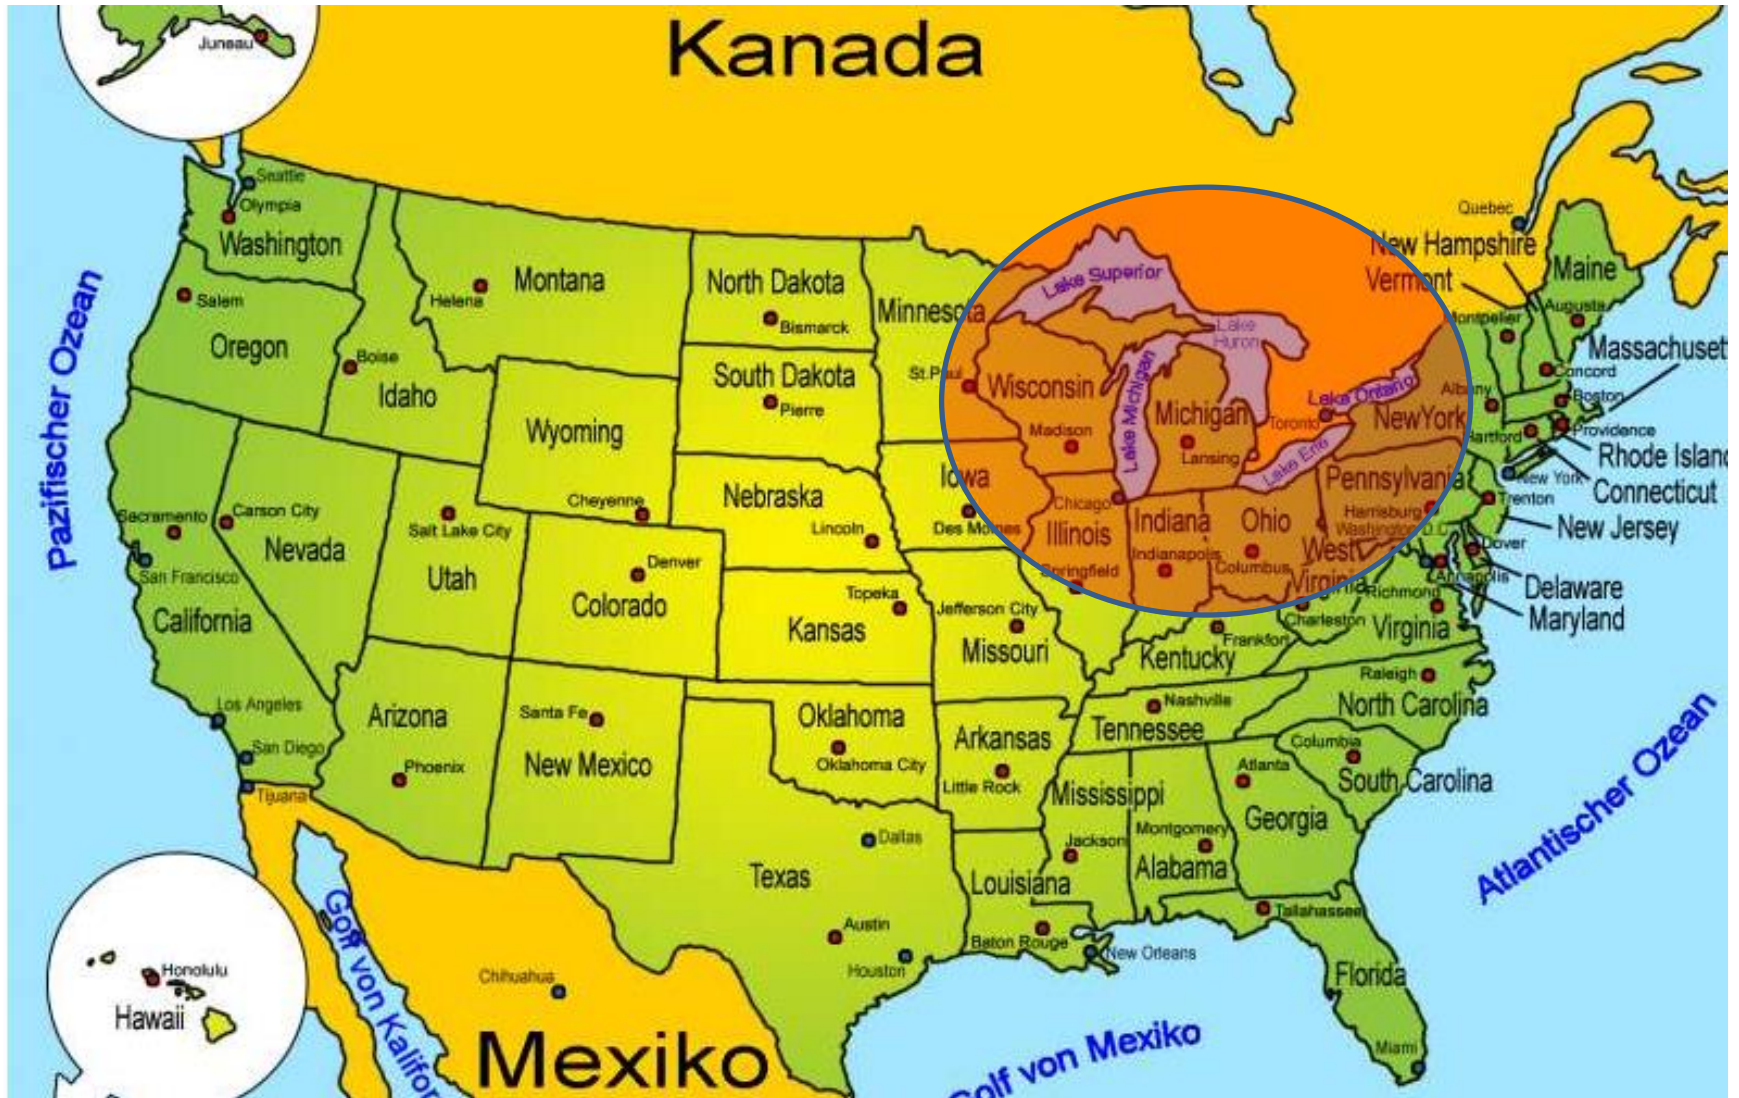 Juneau
Kanada
Seattle
Olympia
Washington
Quebec
New Hampshire
Vermont
Maine
Montana
Helena
North Dakota
Bismarck
Minnesota
Lake Superior
Salem
Oregon
Boise
Idaho
Pazifischer Ozean
South Dakota
Pierre
St.Paul
Wisconsin
Madison
Lake Michigan
Lake
Huron
Michigan
Lansing
Toronto
Lake Ontario
Lake Erie
NewYork
Albany
Montpelier
Augusta
Massachuset
Concord
Boston
Hartford
Providence
Rhode Islan
Connecticut
New York
Trenton
New Jersey
Wyoming
Cheyenne
Nebraska
Lincoln
Iowa
Des Moines
Chicago
Illinois
Springfield
Indiana
Indianapolis
Ohio
Columbus
Pennsylvania
Harrisburg
Washington D.C.
West
Virginia
Charleston
Dover
Annapolis
Delaware
Maryland
Richmond
Virginia
Sacramento
Carson City
Nevada
San Francisco
California
Salt Lake City
Utah
Denver
Colorado
Topeka
Kansas
Jefferson City
Missouri
Frankfort
Kentucky
Raleigh
North Carolina
Los Angeles
San Diego
Tijuana
Arizona
Phoenix
Santa Fe
New Mexico
Oklahoma
Oklahoma City
Arkansas
Little Rock
Nashville
Tennessee
Columbia
South Carolina
Atlanta
Georgia
Mississippi
Jackson
Montgomery
Alabama
Atlantischer Ozean
Dallas
Texas
Austin
Houston
Louisiana
Baton Rouge
New Orleans
Tallahassee
Florida
Miami
Honolulu
Hawaii
Golf von Kalifor
Chihuahua
Mexiko
Golf von Mexiko